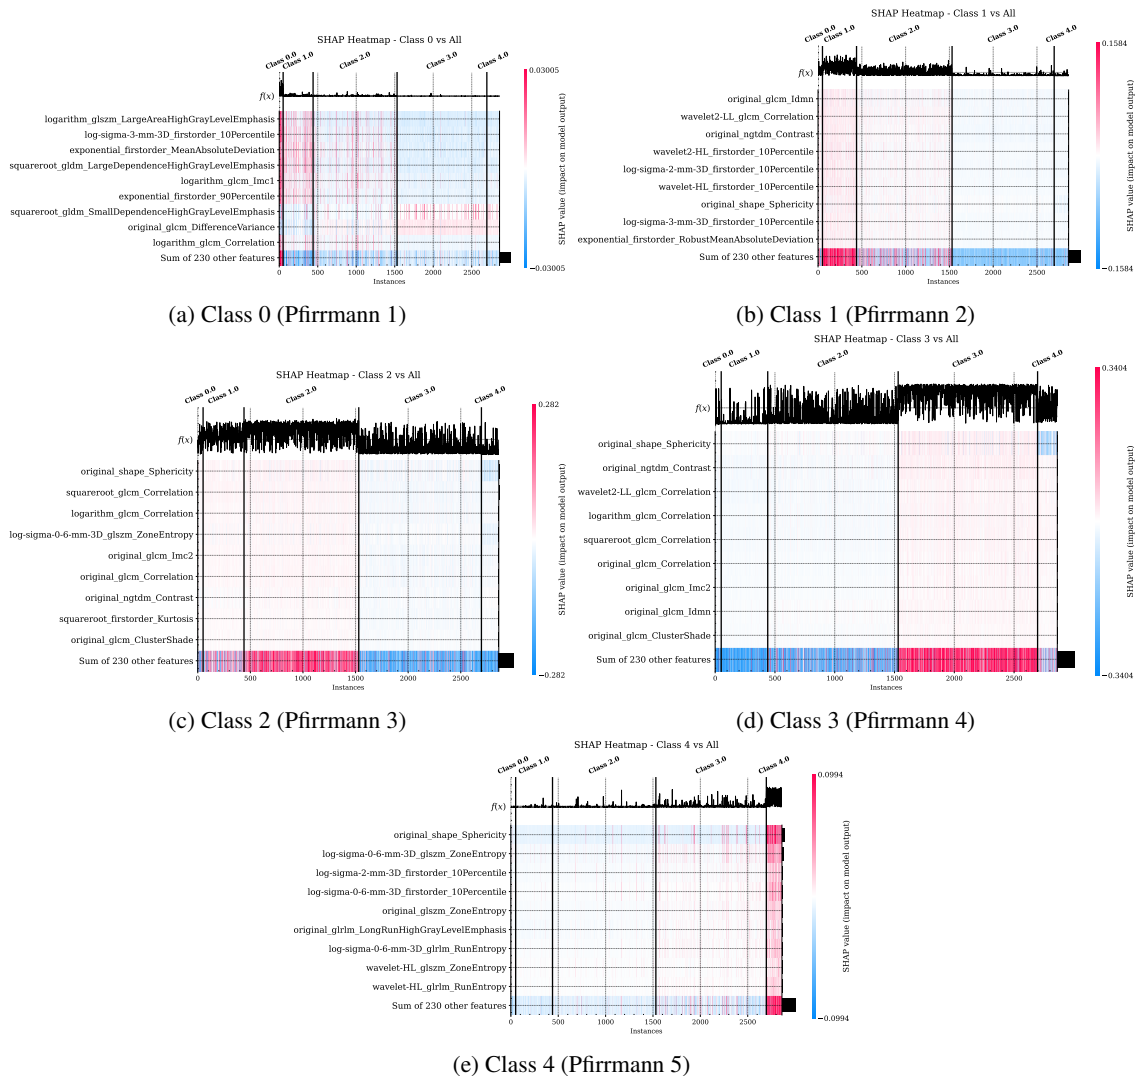 SHAP Heatmap - Class 0 vs All
Class 0.0
Class 1.0
Class 2.0
Class 3.0
Class 4.0
f(x)
logarithm_glszm_LargeAreaHighGrayLevelEmphasis
log-sigma-3-mm-3D_firstorder_10Percentile
exponential_firstorder_MeanAbsoluteDeviation
squareroot_gldm_LargeDependenceHighGrayLevelEmphasis
logarithm_glcm_Imc1
exponential_firstorder_90Percentile
squareroot_gldm_SmallDependenceHighGrayLevelEmphasis
original_glcm_DifferenceVariance
logarithm_glcm_Correlation
Sum of 230 other features
0 500 1000 1500 2000 2500
Instances
0.03005
SHAP value (impact on model output)
−0.03005
(a) Class 0 (Pfirrmann 1)
SHAP Heatmap - Class 1 vs All
Class 0.0
Class 1.0
Class 2.0
Class 3.0
Class 4.0
f(x)
original_glcm_Idmn
wavelet2-LL_glcm_Correlation
original_ngtdm_Contrast
wavelet2-HL_firstorder_10Percentile
log-sigma-2-mm-3D_firstorder_10Percentile
wavelet-HL_firstorder_10Percentile
original_shape_Sphericity
log-sigma-3-mm-3D_firstorder_10Percentile
exponential_firstorder_RobustMeanAbsoluteDeviation
Sum of 230 other features
0 500 1000 1500 2000 2500
Instances
0.1584
SHAP value (impact on model output)
−0.1584
(b) Class 1 (Pfirrmann 2)
SHAP Heatmap - Class 2 vs All
Class 0.0
Class 1.0
Class 2.0
Class 3.0
Class 4.0
f(x)
original_shape_Sphericity
squareroot_glcm_Correlation
logarithm_glcm_Correlation
log-sigma-0-6-mm-3D_glszm_ZoneEntropy
original_glcm_Imc2
original_glcm_Correlation
original_ngtdm_Contrast
squareroot_firstorder_Kurtosis
original_glcm_ClusterShade
Sum of 230 other features
0 500 1000 1500 2000 2500
Instances
0.282
SHAP value (impact on model output)
−0.282
(c) Class 2 (Pfirrmann 3)
SHAP Heatmap - Class 3 vs All
Class 0.0
Class 1.0
Class 2.0
Class 3.0
Class 4.0
f(x)
original_shape_Sphericity
original_ngtdm_Contrast
wavelet2-LL_glcm_Correlation
logarithm_glcm_Correlation
squareroot_glcm_Correlation
original_glcm_Correlation
original_glcm_Imc2
original_glcm_Idmn
original_glcm_ClusterShade
Sum of 230 other features
0 500 1000 1500 2000 2500
Instances
0.3404
SHAP value (impact on model output)
−0.3404
(d) Class 3 (Pfirrmann 4)
SHAP Heatmap - Class 4 vs All
Class 0.0
Class 1.0
Class 2.0
Class 3.0
Class 4.0
f(x)
original_shape_Sphericity
log-sigma-0-6-mm-3D_glszm_ZoneEntropy
log-sigma-2-mm-3D_firstorder_10Percentile
log-sigma-0-6-mm-3D_firstorder_10Percentile
original_glszm_ZoneEntropy
original_glrlm_LongRunHighGrayLevelEmphasis
log-sigma-0-6-mm-3D_glrlm_RunEntropy
wavelet-HL_glszm_ZoneEntropy
wavelet-HL_glrlm_RunEntropy
Sum of 230 other features
0 500 1000 1500 2000 2500
Instances
0.0994
SHAP value (impact on model output)
−0.0994
(e) Class 4 (Pfirrmann 5)